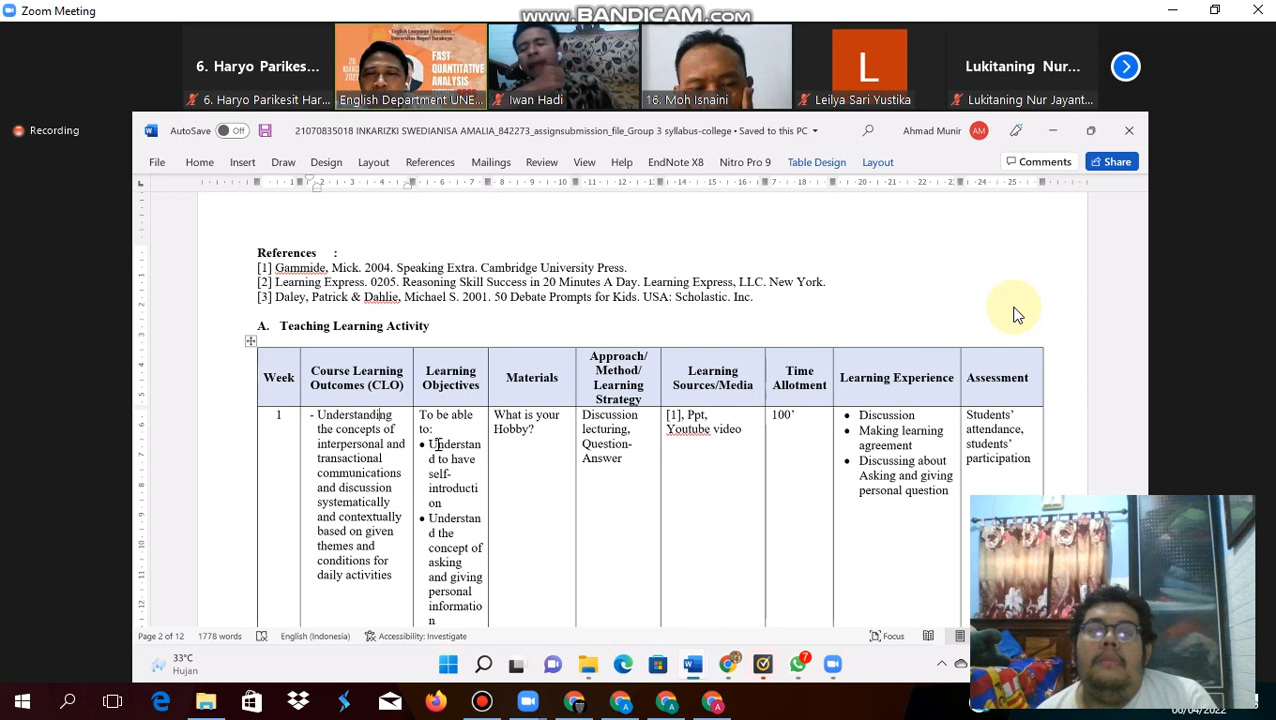 Zoom Meeting
www.BANDICAM.com
6. Haryo Parikes...
6. Haryo Parikesit Har...
English Language Education
FAST
QUANTITATIVE
ANALYSIS
English Department UNE...
Iwan Hadi
16. Moh Isnaini
L
Leilya Sari Yustika
Lukitaning Nur...
Lukitaning Nur Jayant...
Recording
AutoSave Off
21070835018 INKARIZKI SWEDIANISA AMALIA_842273_assignsubmission_file_Group 3 syllabus-college • Saved to this PC
Ahmad Munir AM
File Home Insert Draw Design Layout References Mailings Review View Help EndNote X8 Nitro Pro 9 Table Design Layout Comments Share
References :
[1] Gammide, Mick. 2004. Speaking Extra. Cambridge University Press.
[2] Learning Express. 0205. Reasoning Skill Success in 20 Minutes A Day. Learning Express, LLC. New York.
[3] Daley, Patrick & Dahlie, Michael S. 2001. 50 Debate Prompts for Kids. USA: Scholastic. Inc.
A. Teaching Learning Activity
Week
Course Learning
Outcomes (CLO)
Learning
Objectives
Materials
Approach/
Method/
Learning
Strategy
Learning
Sources/Media
Time
Allotment
Learning Experience
Assessment
1
- Understanding
the concepts of
interpersonal and
transactional
communications
and discussion
systematically
and contextually
based on given
themes and
conditions for
daily activities
To be able
to:
• Understan
d to have
self-
introducti
on
• Understan
d the
concept of
asking
and giving
personal
informatio
n
What is your
Hobby?
Discussion
lecturing,
Question-
Answer
[1], Ppt,
Youtube video
100’
• Discussion
• Making learning
agreement
• Discussing about
Asking and giving
personal question
Students’
attendance,
students’
participation
Page 2 of 12 1778 words English (Indonesia) Accessibility: Investigate Focus
33°C
Hujan
7
06/04/2022